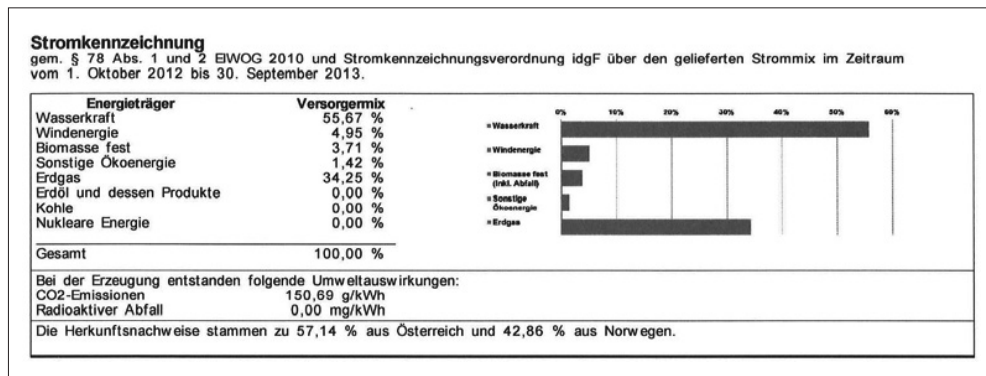 Stromkennzeichnung
gem. § 78 Abs. 1 und 2 ElWOG 2010 und Stromkennzeichnungsverordnung idgF über den gelieferten Strommix im Zeitraum
vom 1. Oktober 2012 bis 30. September 2013.
Energieträger Versorgermix
Wasserkraft 55,67 %
Windenergie 4,95 %
Biomasse fest 3,71 %
Sonstige Ökoenergie 1,42 %
Erdgas 34,25 %
Erdöl und dessen Produkte 0,00 %
Kohle 0,00 %
Nukleare Energie 0,00 %
Gesamt 100,00 %
0% 10% 20% 30% 40% 50% 60%
Wasserkraft
Windenergie
Biomasse fest
(inkl. Abfall)
Sonstige
Ökoenergie
Erdgas
Bei der Erzeugung entstanden folgende Umweltauswirkungen:
CO2-Emissionen 150,69 g/kWh
Radioaktiver Abfall 0,00 mg/kWh
Die Herkunftsnachweise stammen zu 57,14 % aus Österreich und 42,86 % aus Norwegen.